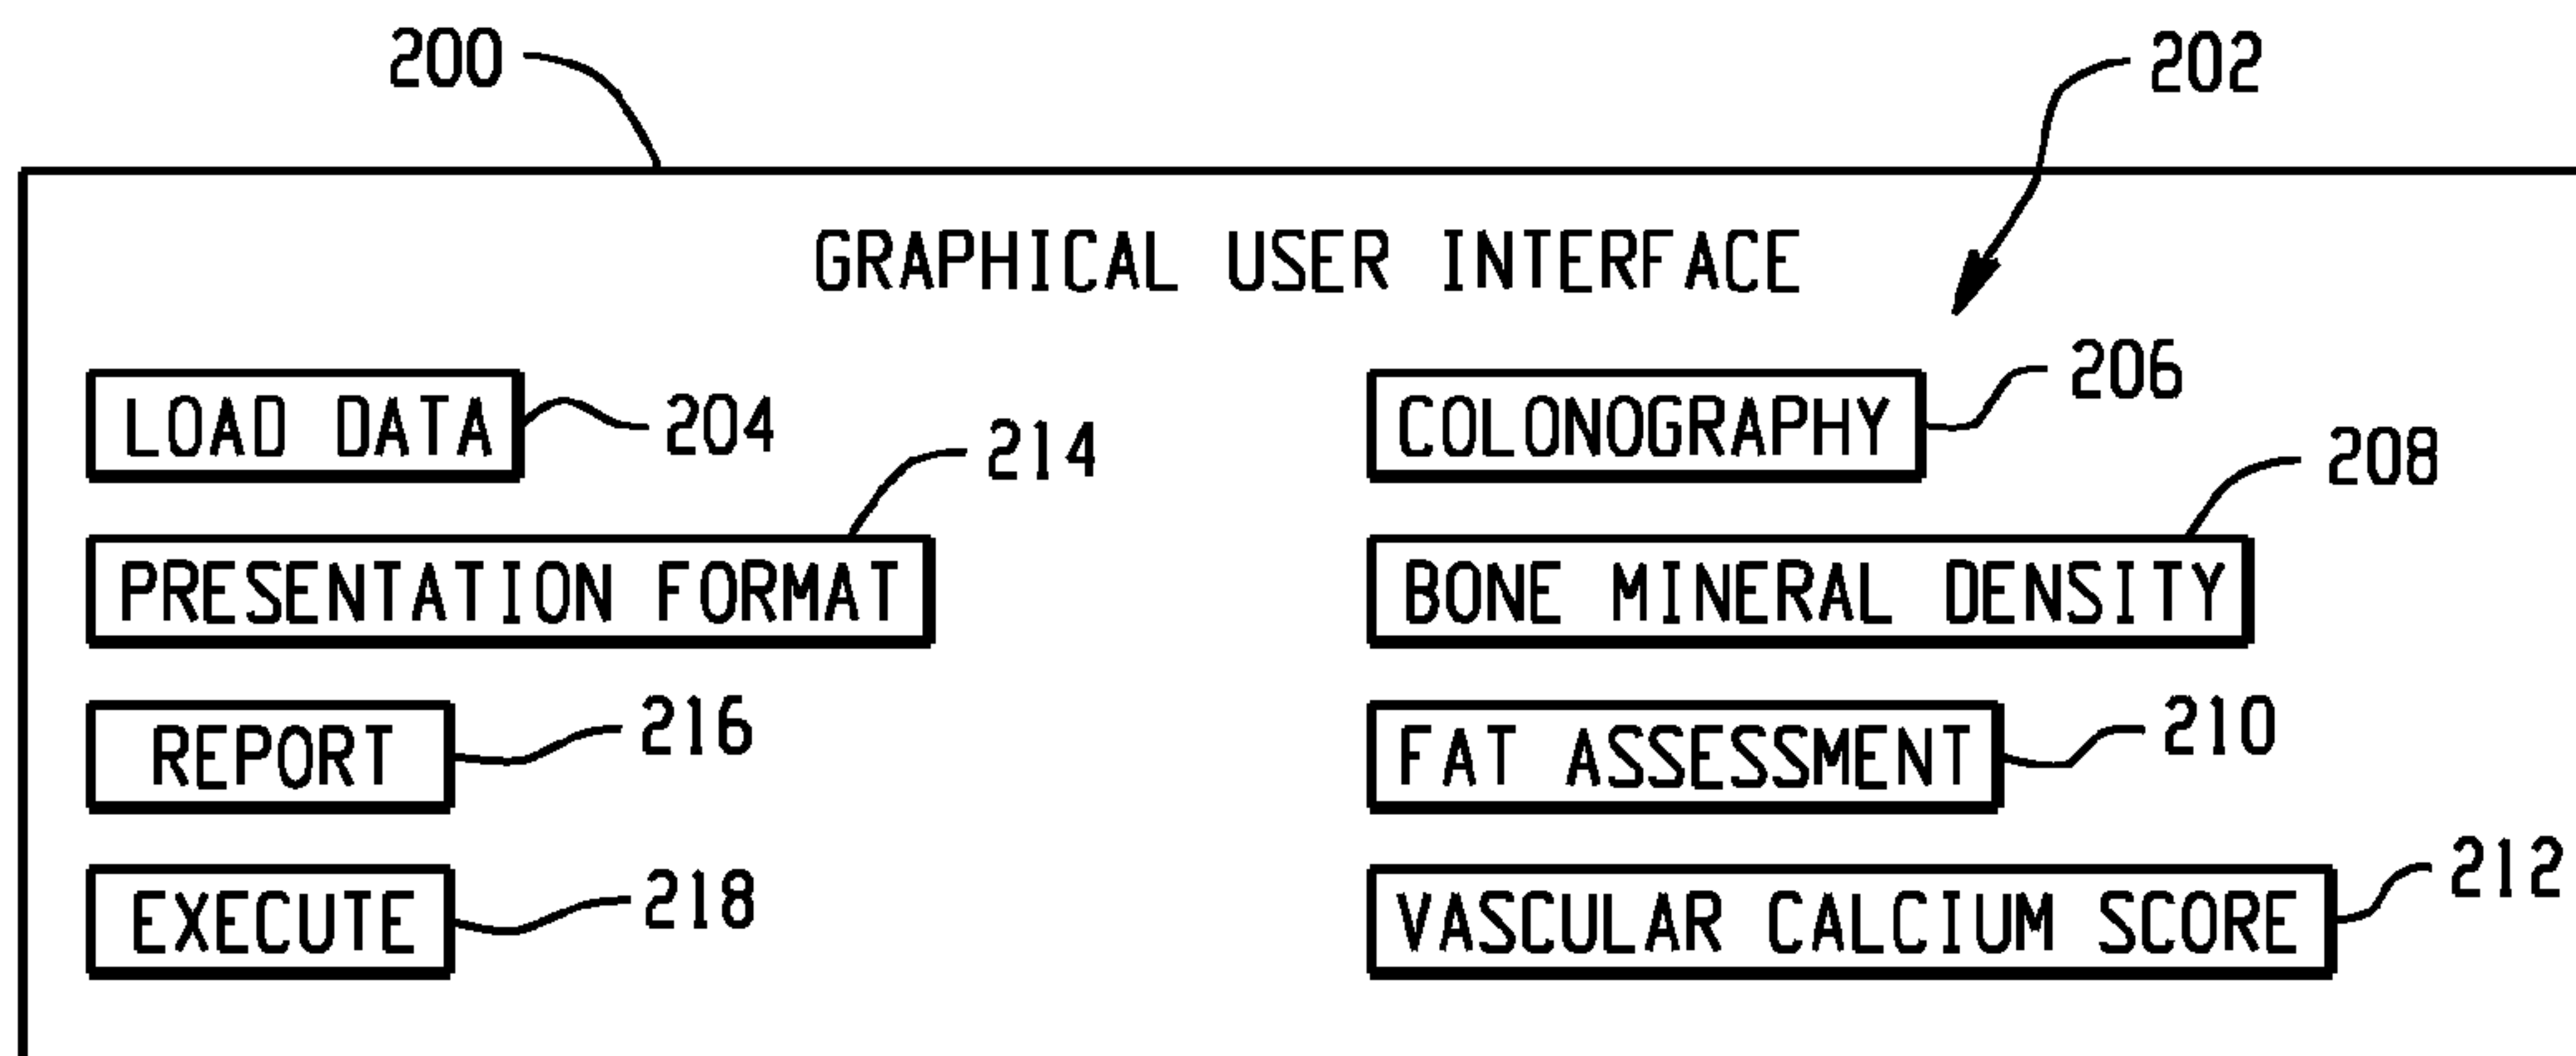 200
202
GRAPHICAL USER INTERFACE
LOAD DATA 204
COLONOGRAPHY 206
PRESENTATION FORMAT 214
BONE MINERAL DENSITY 208
REPORT 216
FAT ASSESSMENT 210
EXECUTE 218
VASCULAR CALCIUM SCORE 212